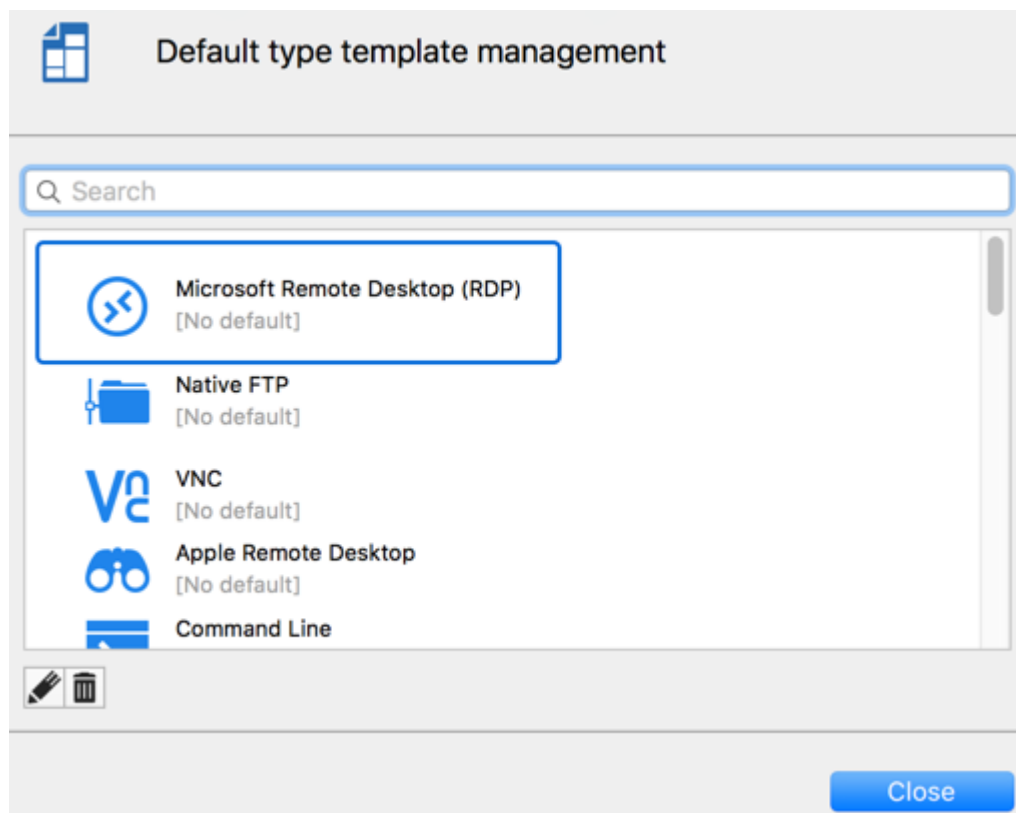 Default type template management
Search
Microsoft Remote Desktop (RDP)
[No default]
Native FTP
[No default]
VNC
[No default]
Apple Remote Desktop
[No default]
Command Line
Close